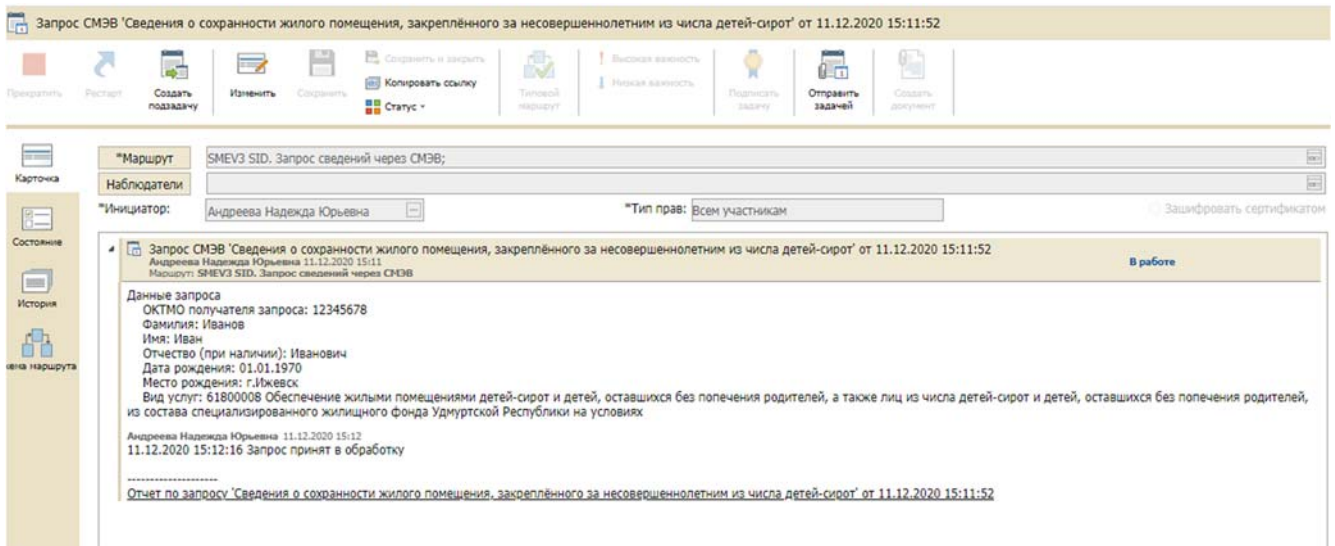 Запрос СМЭВ 'Сведения о сохранности жилого помещения, закреплённого за несовершеннолетним из числа детей-сирот' от 11.12.2020 15:11:52
Прекратить
Рестарт
Создать подзадачу
Изменить
Сохранить
Сохранить и закрыть
Копировать ссылку
Статус
Типовой маршрут
Высокая важность
Низкая важность
Подписать задачу
Отправить задачей
Создать документ
Карточка
Состояние
История
ема маршрута
*Маршрут
SMEV3 SID. Запрос сведений через СМЭВ;
Наблюдатели
*Инициатор: Андреева Надежда Юрьевна
*Тип прав: Всем участникам
Зашифровать сертификатом
Запрос СМЭВ 'Сведения о сохранности жилого помещения, закреплённого за несовершеннолетним из числа детей-сирот' от 11.12.2020 15:11:52
Андреева Надежда Юрьевна 11.12.2020 15:11
Маршрут: SMEV3 SID. Запрос сведений через СМЭВ
В работе
Данные запроса
ОКТМО получателя запроса: 12345678
Фамилия: Иванов
Имя: Иван
Отчество (при наличии): Иванович
Дата рождения: 01.01.1970
Место рождения: г.Ижевск
Вид услуг: 61800008 Обеспечение жилыми помещениями детей-сирот и детей, оставшихся без попечения родителей, а также лиц из числа детей-сирот и детей, оставшихся без попечения родителей,
из состава специализированного жилищного фонда Удмуртской Республики на условиях
Андреева Надежда Юрьевна 11.12.2020 15:12
11.12.2020 15:12:16 Запрос принят в обработку
--------------------
Отчет по запросу 'Сведения о сохранности жилого помещения, закреплённого за несовершеннолетним из числа детей-сирот' от 11.12.2020 15:11:52